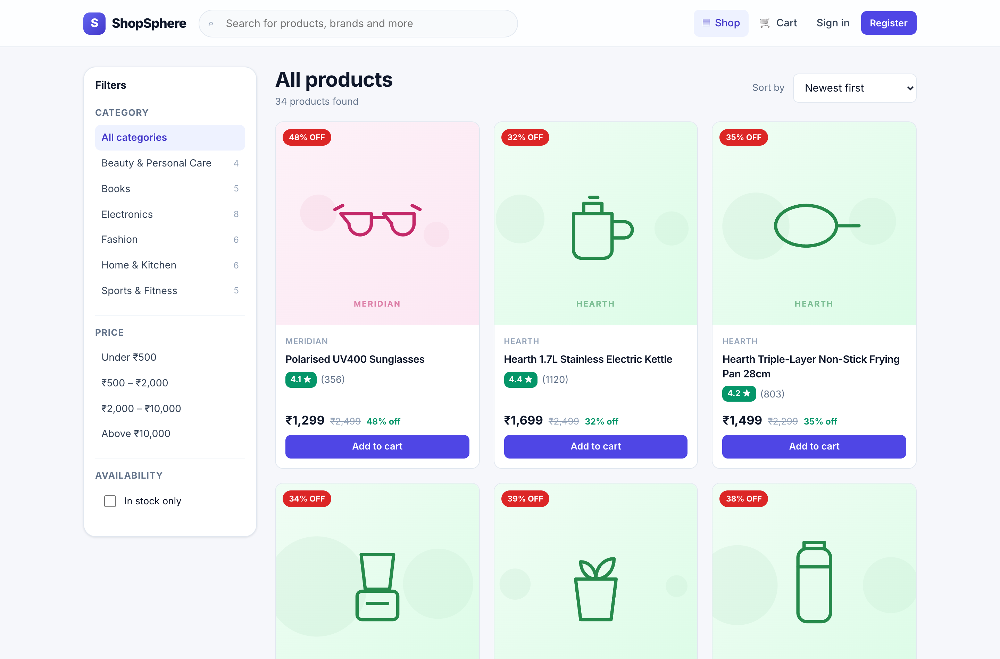 S ShopSphere
Search for products, brands and more
Shop
Cart
Sign in
Register
Filters
CATEGORY
All categories
Beauty & Personal Care 4
Books 5
Electronics 8
Fashion 6
Home & Kitchen 6
Sports & Fitness 5
PRICE
Under ₹500
₹500 – ₹2,000
₹2,000 – ₹10,000
Above ₹10,000
AVAILABILITY
In stock only
All products
34 products found
Sort by Newest first
48% OFF
MERIDIAN
MERIDIAN
Polarised UV400 Sunglasses
4.1 ★ (356)
₹1,299 ₹2,499 48% off
Add to cart
32% OFF
HEARTH
HEARTH
Hearth 1.7L Stainless Electric Kettle
4.4 ★ (1120)
₹1,699 ₹2,499 32% off
Add to cart
35% OFF
HEARTH
HEARTH
Hearth Triple-Layer Non-Stick Frying
Pan 28cm
4.2 ★ (803)
₹1,499 ₹2,299 35% off
Add to cart
34% OFF
39% OFF
38% OFF